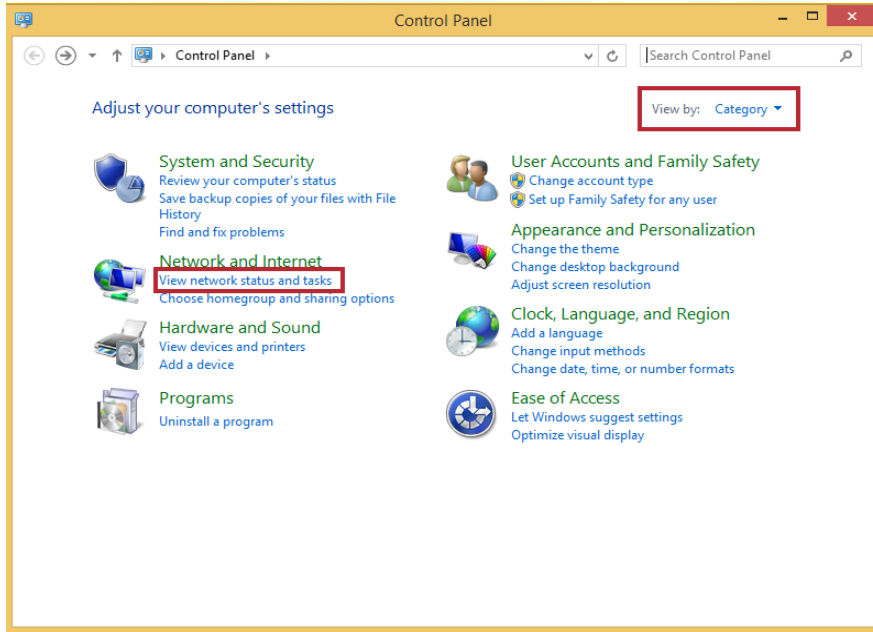 Control Panel
Control Panel
Search Control Panel
Adjust your computer's settings
View by: Category
System and Security
Review your computer's status
Save backup copies of your files with File
History
Find and fix problems
Network and Internet
View network status and tasks
Choose homegroup and sharing options
Hardware and Sound
View devices and printers
Add a device
Programs
Uninstall a program
User Accounts and Family Safety
Change account type
Set up Family Safety for any user
Appearance and Personalization
Change the theme
Change desktop background
Adjust screen resolution
Clock, Language, and Region
Add a language
Change input methods
Change date, time, or number formats
Ease of Access
Let Windows suggest settings
Optimize visual display